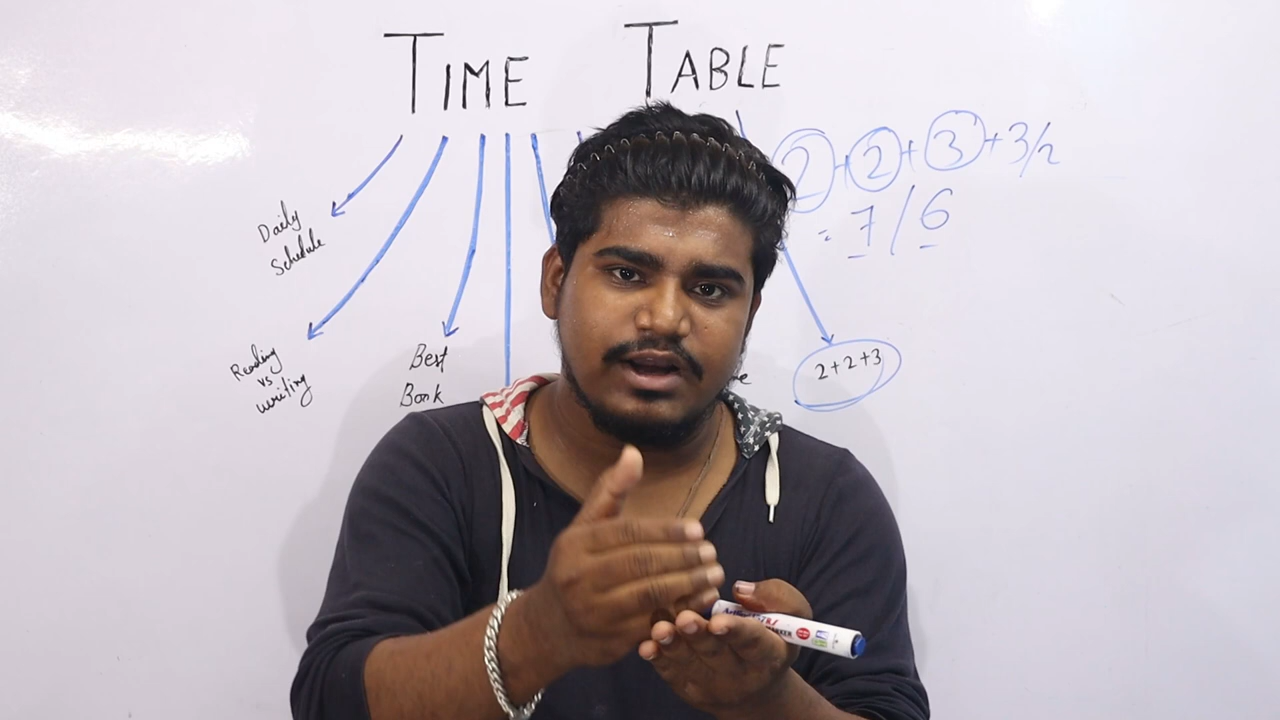 TIME TABLE
2+2+3+3/2
= 7/6
Daily
Schedule
Reading
vs.
writing
Best
Book
2+2+3